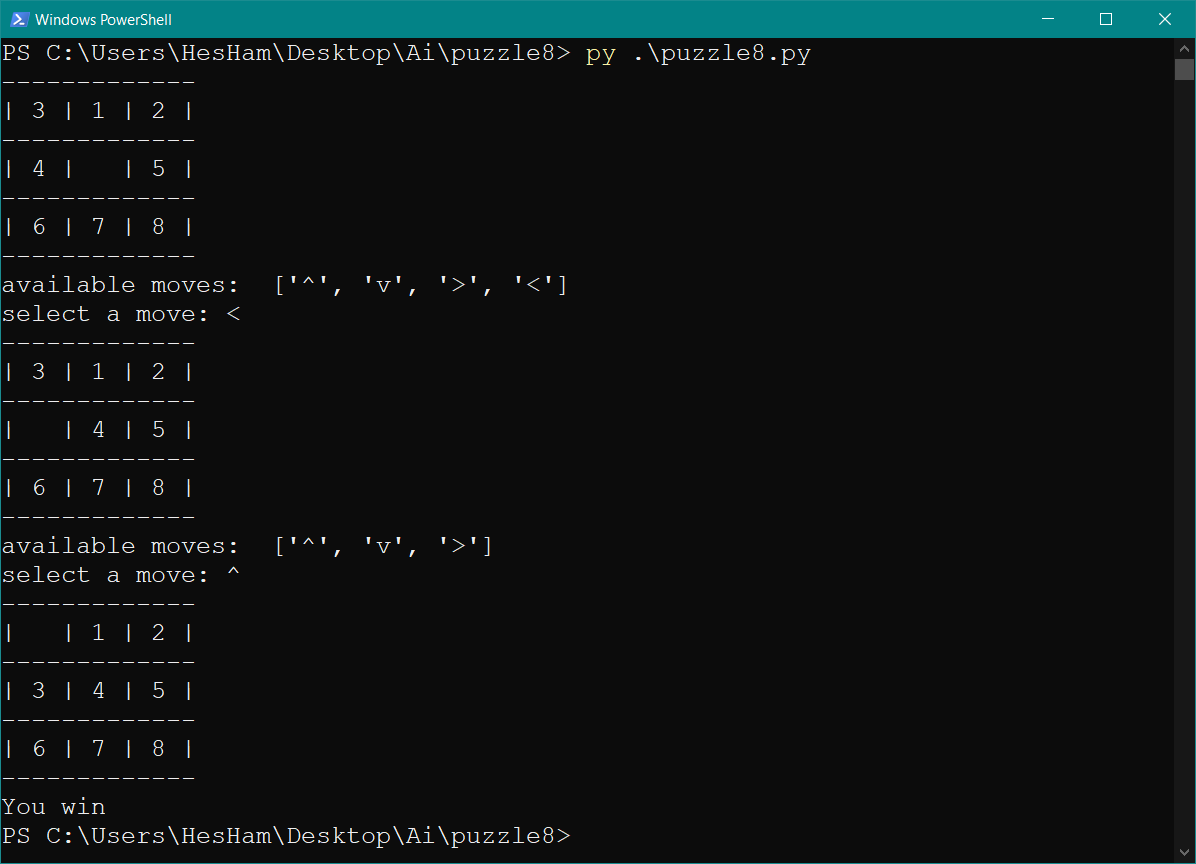 Windows PowerShell
PS C:\Users\HesHam\Desktop\Ai\puzzle8> py .\puzzle8.py
-------------
| 3 | 1 | 2 |
-------------
| 4 |   | 5 |
-------------
| 6 | 7 | 8 |
-------------
available moves:  ['^', 'v', '>', '<']
select a move: <
-------------
| 3 | 1 | 2 |
-------------
|   | 4 | 5 |
-------------
| 6 | 7 | 8 |
-------------
available moves:  ['^', 'v', '>']
select a move: ^
-------------
|   | 1 | 2 |
-------------
| 3 | 4 | 5 |
-------------
| 6 | 7 | 8 |
-------------
You win
PS C:\Users\HesHam\Desktop\Ai\puzzle8>